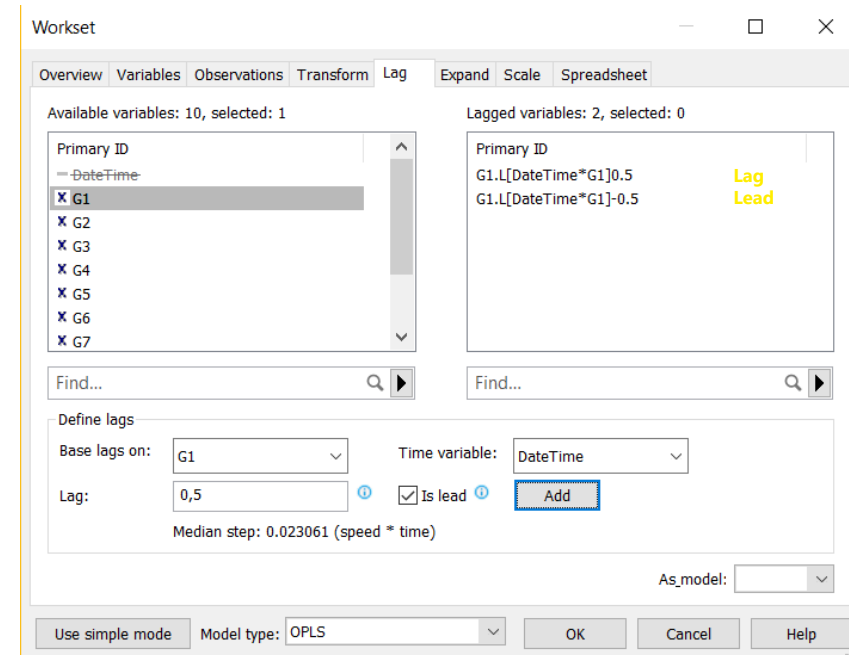 Workset
Overview Variables Observations Transform Lag Expand Scale Spreadsheet
Available variables: 10, selected: 1
Primary ID
DateTime
G1
G2
G3
G4
G5
G6
G7
Find...
Lagged variables: 2, selected: 0
Primary ID
G1.L[DateTime*G1]0.5 Lag
G1.L[DateTime*G1]-0.5 Lead
Find...
Define lags
Base lags on: G1 Time variable: DateTime
Lag: 0,5 Is lead Add
Median step: 0.023061 (speed * time)
As model:
Use simple mode Model type: OPLS OK Cancel Help